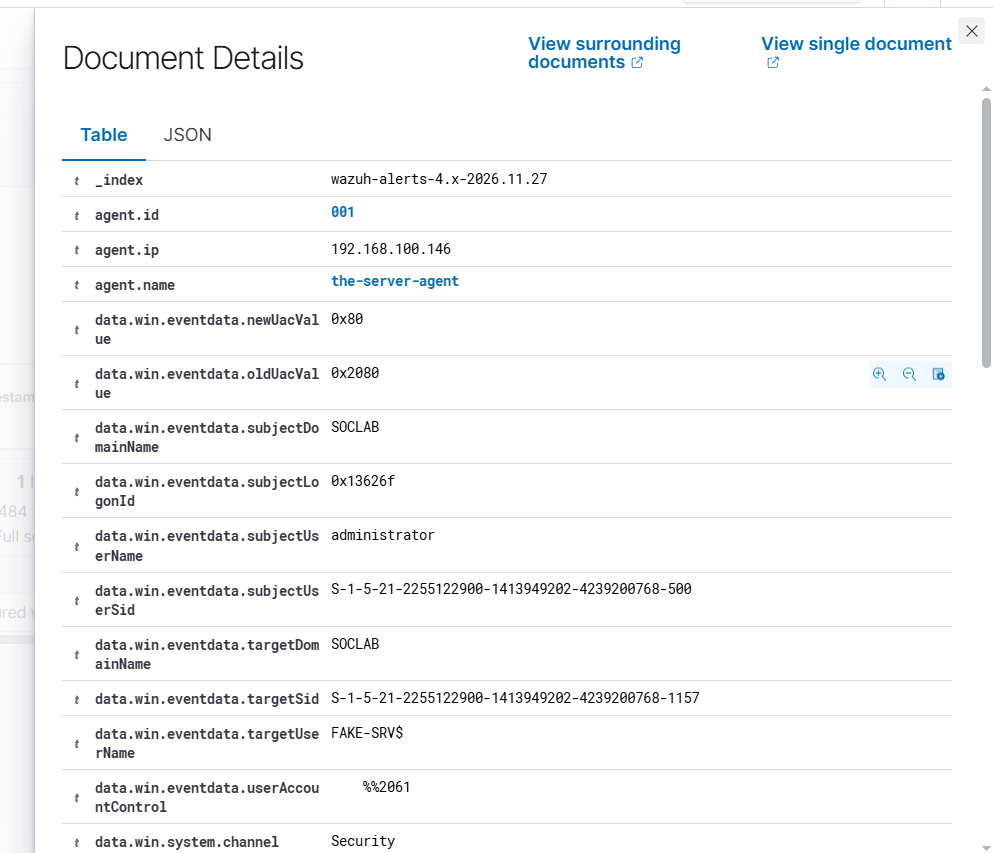 Document Details
View surrounding
documents
View single document
Table
JSON
t _index wazuh-alerts-4.x-2026.11.27
t agent.id 001
t agent.ip 192.168.100.146
t agent.name the-server-agent
t data.win.eventdata.newUacVal
ue 0x80
t data.win.eventdata.oldUacVal
ue 0x2080
t data.win.eventdata.subjectDo
mainName SOCLAB
t data.win.eventdata.subjectLo
gonId 0x13626f
t data.win.eventdata.subjectUs
erName administrator
t data.win.eventdata.subjectUs
erSid S-1-5-21-2255122900-1413949202-4239200768-500
t data.win.eventdata.targetDom
ainName SOCLAB
t data.win.eventdata.targetSid S-1-5-21-2255122900-1413949202-4239200768-1157
t data.win.eventdata.targetUse
rName FAKE-SRV$
t data.win.eventdata.userAccou
ntControl %%2061
t data.win.system.channel Security
estam
1 h
484
Full s
ured v